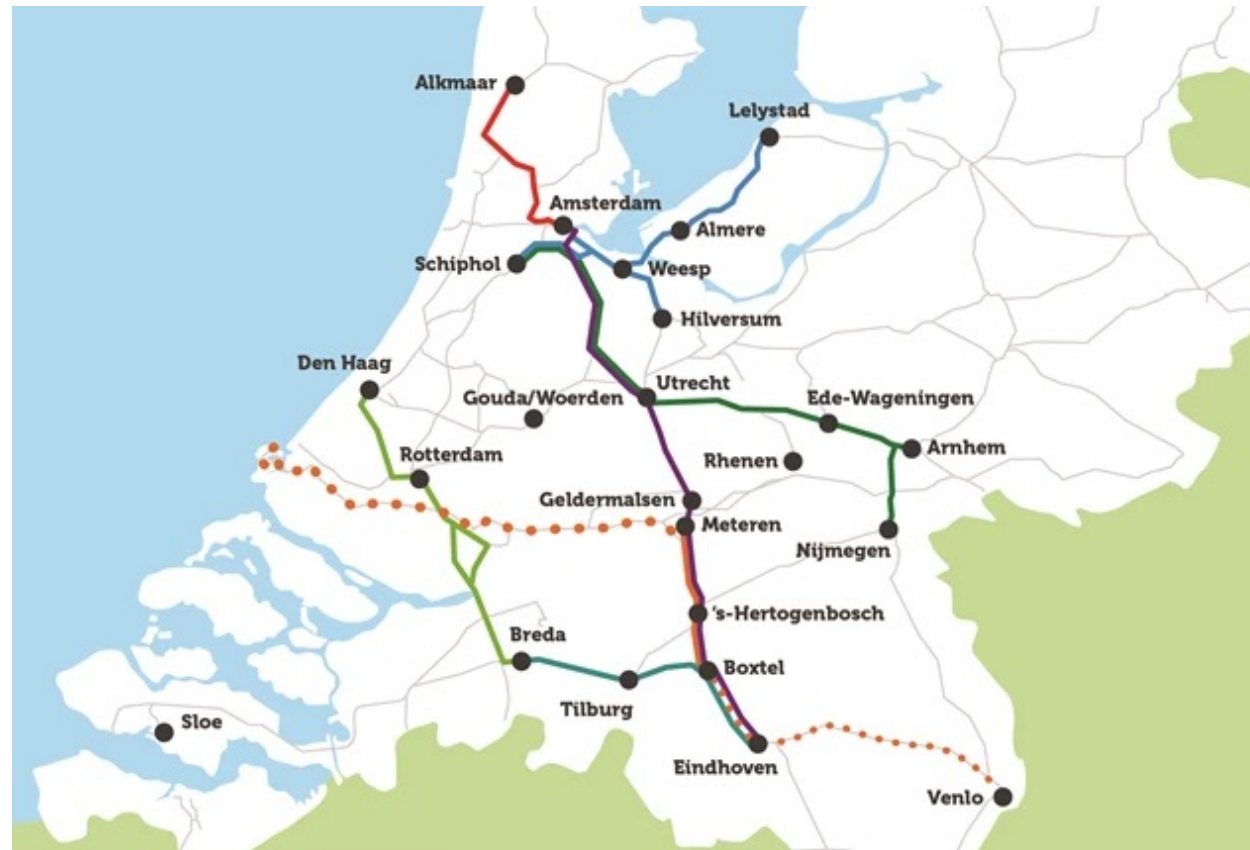 Alkmaar
Lelystad
Amsterdam
Almere
Schiphol
Weesp
Hilversum
Den Haag
Utrecht
Gouda/Woerden
Ede-Wageningen
Rotterdam
Rhenen
Arnhem
Geldermalsen
Meteren
Nijmegen
's-Hertogenbosch
Breda
Boxtel
Tilburg
Sloe
Eindhoven
Venlo